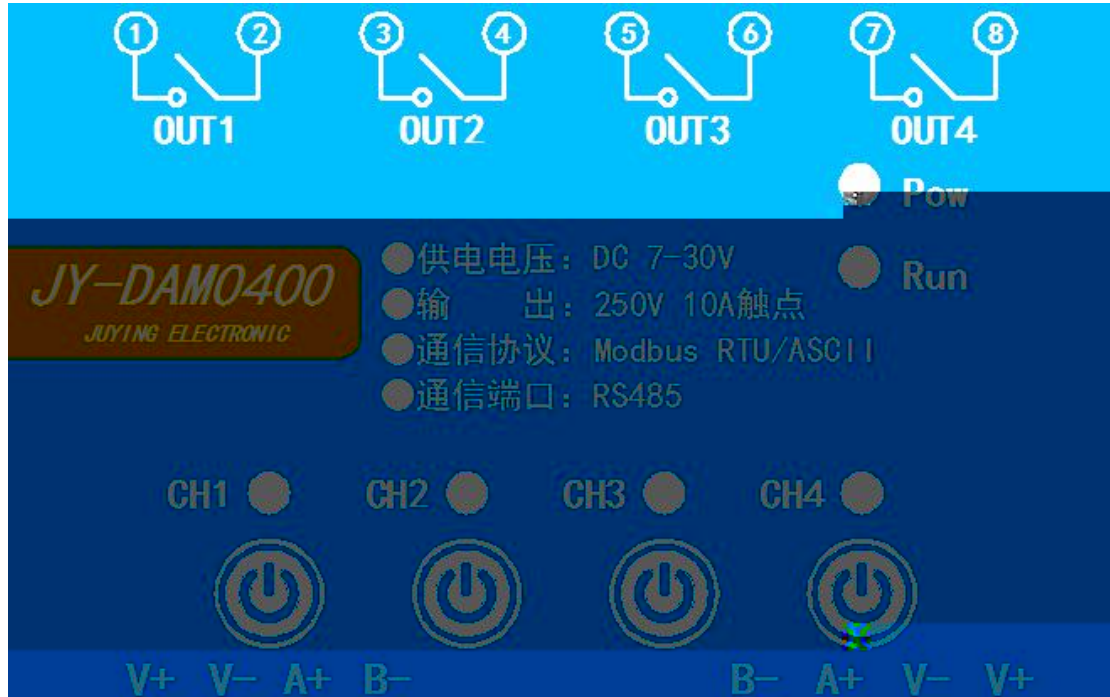 ① ② ③ ④ ⑤ ⑥ ⑦ ⑧
OUT1 OUT2 OUT3 OUT4
Pow
JY-DAM0400
JUYING ELECTRONIC
●供电电压：DC 7-30V
●输　　出：250V 10A触点
●通信协议：Modbus RTU/ASCII
●通信端口：RS485
Run
CH1 CH2 CH3 CH4
V+ V- A+ B- B- A+ V- V+